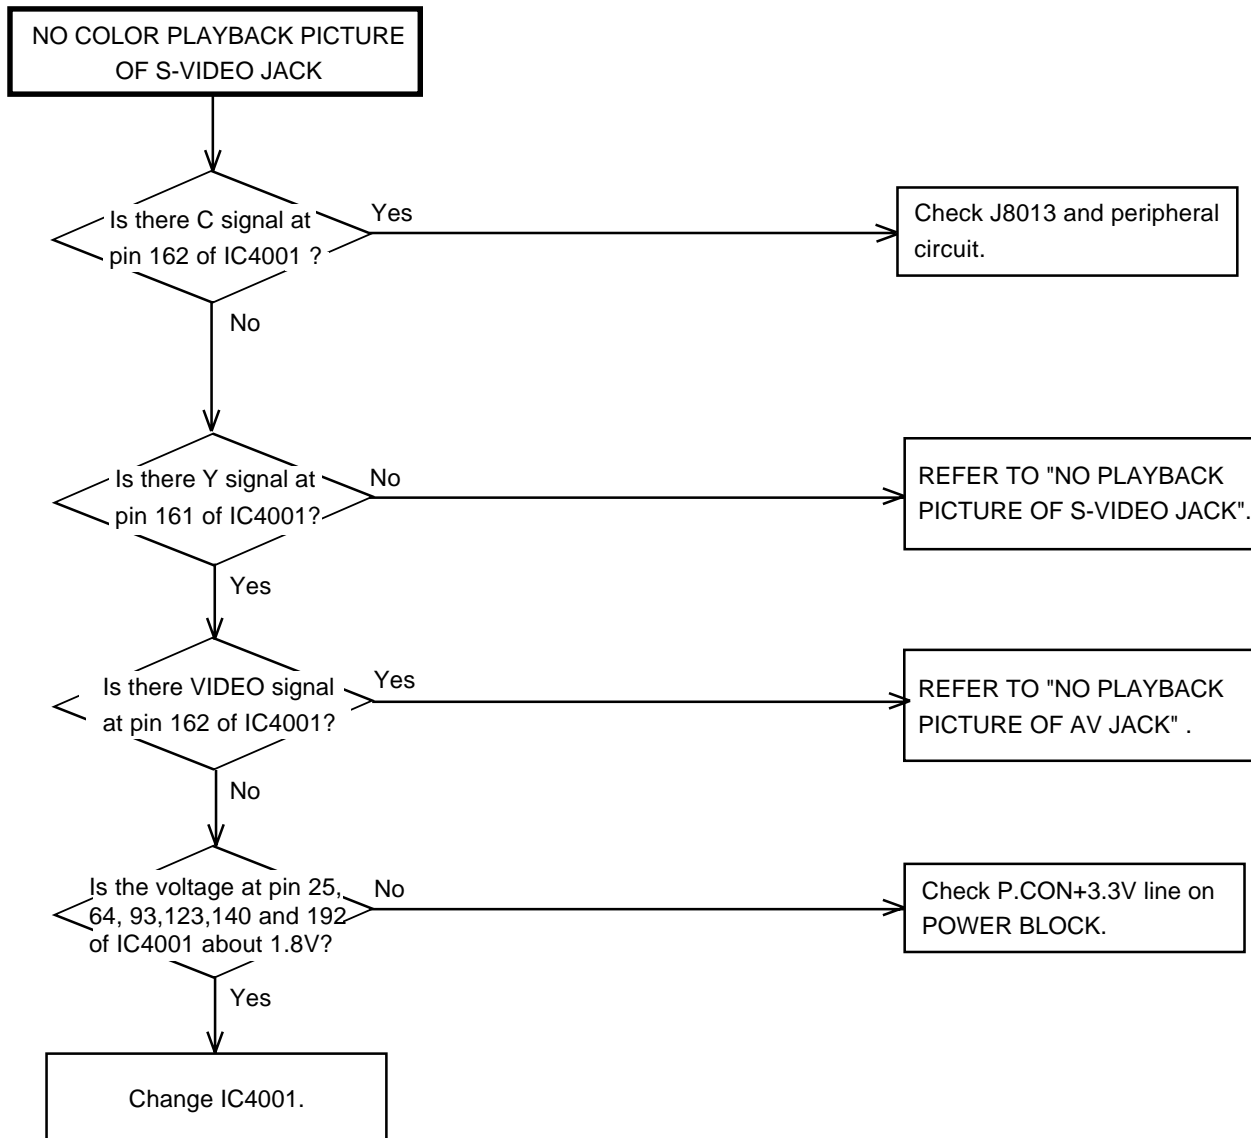 NO COLOR PLAYBACK PICTURE
OF S-VIDEO JACK
Is there C signal at
pin 162 of IC4001 ?
Yes
Check J8013 and peripheral
circuit.
No
Is there Y signal at
pin 161 of IC4001?
No
REFER TO "NO PLAYBACK
PICTURE OF S-VIDEO JACK".
Yes
Is there VIDEO signal
at pin 162 of IC4001?
Yes
REFER TO "NO PLAYBACK
PICTURE OF AV JACK" .
No
Is the voltage at pin 25,
64, 93,123,140 and 192
of IC4001 about 1.8V?
No
Check P.CON+3.3V line on
POWER BLOCK.
Yes
Change IC4001.